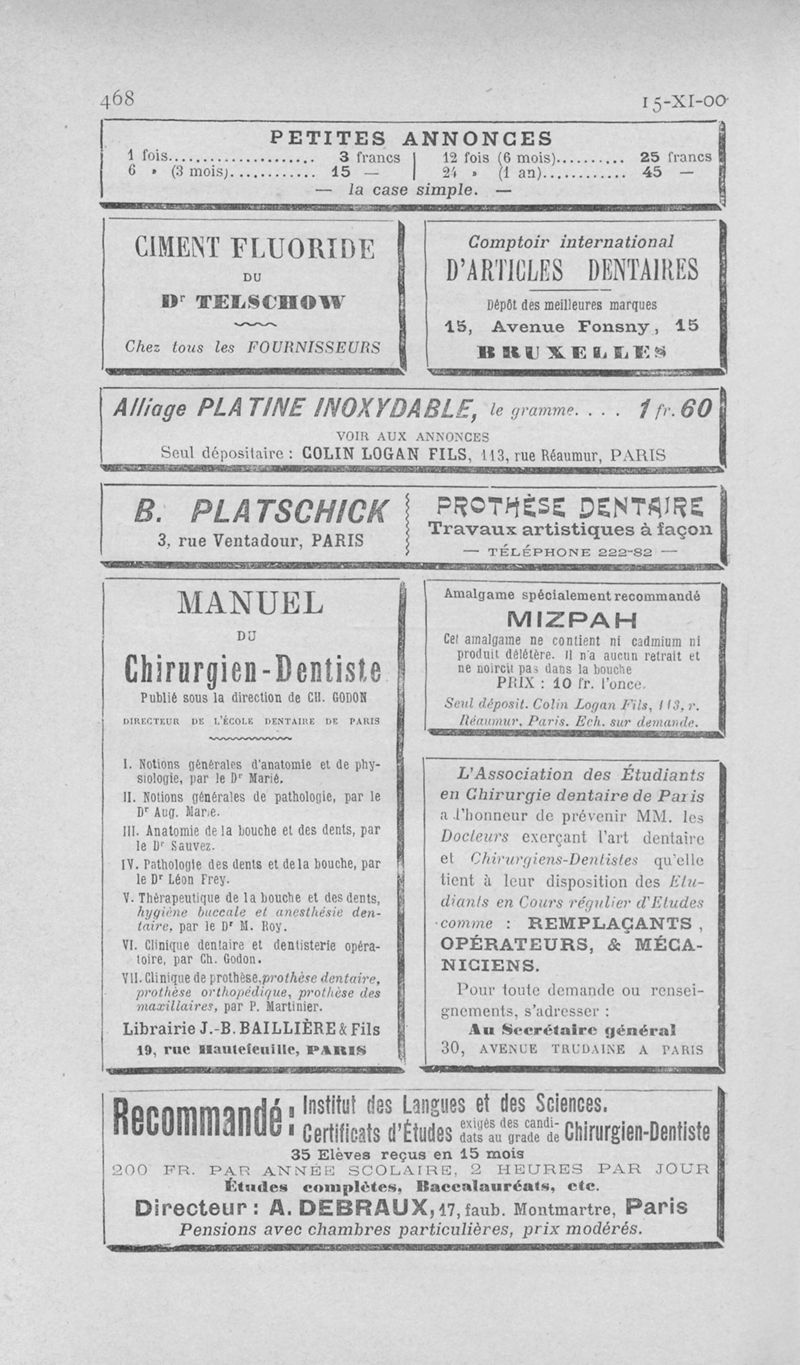 468
15-XI-00
PETITES ANNONCES
1 fois..................... 3 francs | 12 fois (6 mois).......... 25 francs
6 » (3 mois)............. 15 — | 24 » (1 an)............ 45 —
— la case simple. —
CIMENT FLUORIDE
DU
Dr TELSCHOW
Chez tous les FOURNISSEURS
Comptoir international
D'ARTICLES DENTAIRES
Dépôt des meilleures marques
15, Avenue Fonsny, 15
BRUXELLES
Alliage PLATINE INOXYDABLE, le gramme. . . . 1 fr. 60
VOIR AUX ANNONCES
Seul dépositaire : COLIN LOGAN FILS, 113, rue Réaumur, PARIS
B. PLATSCHICK
3, rue Ventadour, PARIS
PROTHÈSE DENTAIRE
Travaux artistiques à façon
— TÉLÉPHONE 222-82 —
MANUEL
DU
Chirurgien-Dentiste
Publié sous la direction de CH. GODON
DIRECTEUR DE L'ÉCOLE DENTAIRE DE PARIS
I. Notions générales d'anatomie et de phy-
siologie, par le Dr Marié.
II. Notions générales de pathologie, par le
Dr Aug. Marie.
III. Anatomie de la bouche et des dents, par
le Dr Sauvez.
IV. Pathologie des dents et de la bouche, par
le Dr Léon Frey.
V. Thérapeutique de la bouche et des dents,
hygiène buccale et anesthésie den-
taire, par le Dr M. Roy.
VI. Clinique dentaire et dentisterie opéra-
toire, par Ch. Godon.
VII. Clinique de prothèse, prothèse dentaire,
prothèse orthopédique, prothèse des
maxillaires, par P. Martinier.
Librairie J.-B. BAILLIÈRE & Fils
19, rue Hautefeuille, PARIS
Amalgame spécialement recommandé
MIZPAH
Cet amalgame ne contient ni cadmium ni
produit délétère. Il n'a aucun retrait et
ne noircit pas dans la bouche
PRIX : 10 fr. l'once.
Seul déposit. Colin Logan Fils, 113, r.
Réaumur, Paris. Ech. sur demande.
L'Association des Étudiants
en Chirurgie dentaire de Paris
a l'honneur de prévenir MM. les
Docteurs exerçant l'art dentaire
et Chirurgiens-Dentistes qu'elle
tient à leur disposition des Etu-
diants en Cours régulier d'Etudes
comme : REMPLAÇANTS,
OPÉRATEURS, & MÉCA-
NICIENS.
Pour toute demande ou rensei-
gnements, s'adresser :
Au Secrétaire général
30, AVENUE TRUDAINE A PARIS
Recommandé : Institut des Langues et des Sciences.
Certificats d'Études exigés des candi-
dats au grade de Chirurgien-Dentiste
35 Elèves reçus en 15 mois
200 FR. PAR ANNÉE SCOLAIRE, 2 HEURES PAR JOUR
Études complètes, Baccalauréats, etc.
Directeur : A. DEBRAUX, 17, faub. Montmartre, Paris
Pensions avec chambres particulières, prix modérés.